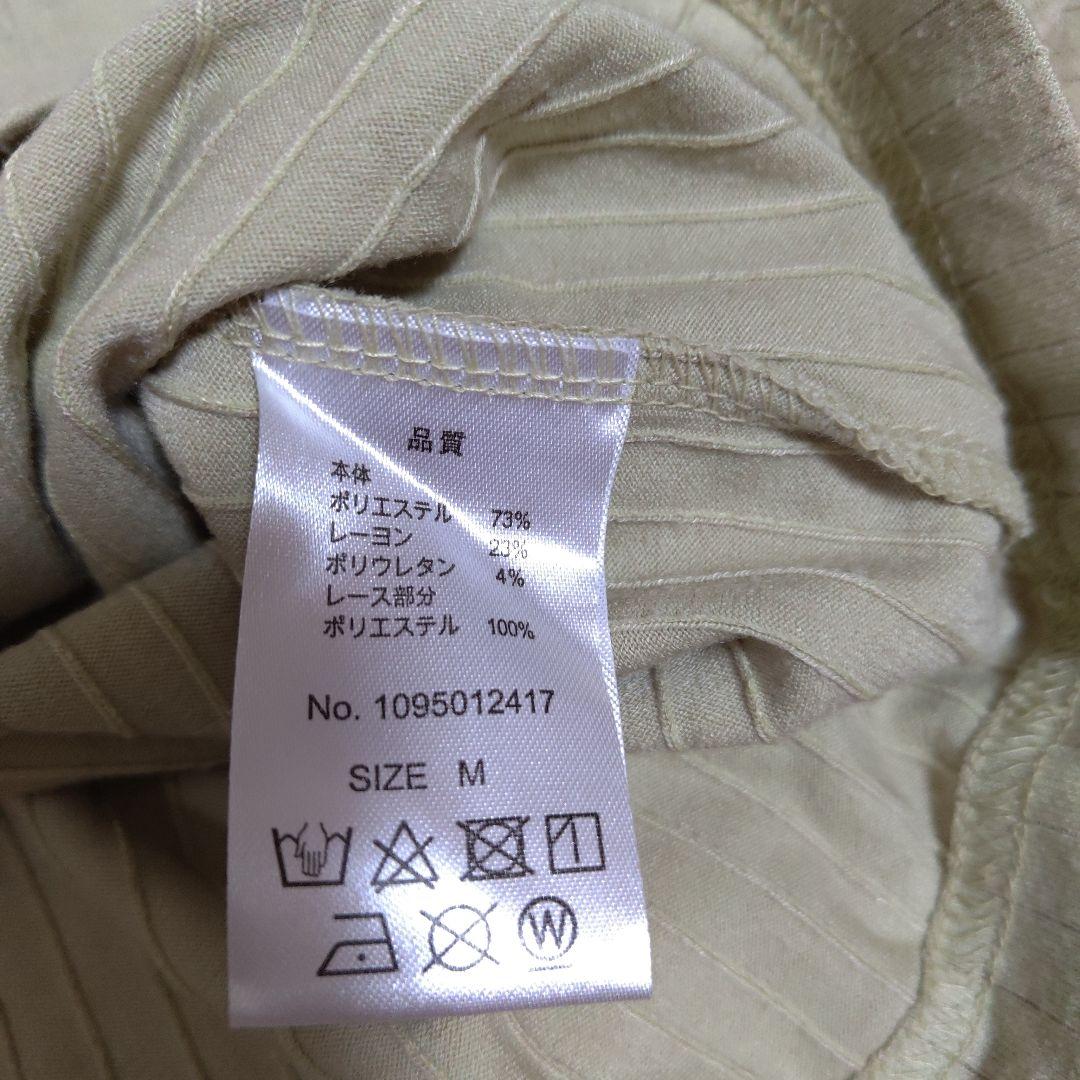 品質
本体
ポリエステル 73%
レーヨン 23%
ポリウレタン 4%
レース部分
ポリエステル 100%
No. 1095012417
SIZE M
W